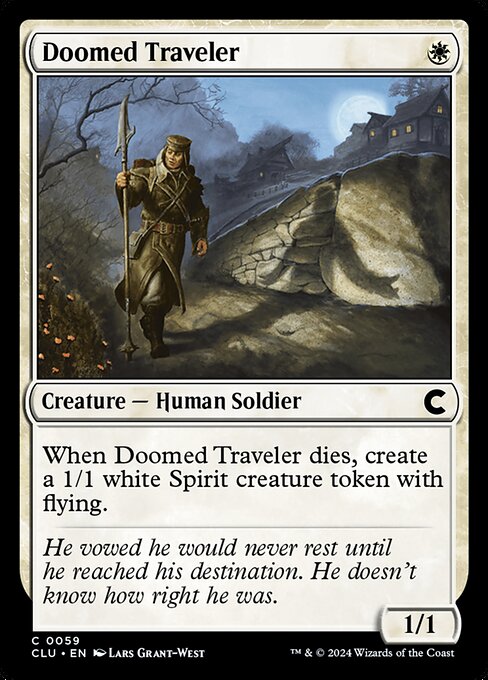 Doomed Traveler
Creature — Human Soldier
When Doomed Traveler dies, create
a 1/1 white Spirit creature token with
flying.
He vowed he would never rest until
he reached his destination. He doesn't
know how right he was.
1/1
C 0059
CLU • EN Lars Grant-West
™ & © 2024 Wizards of the Coast